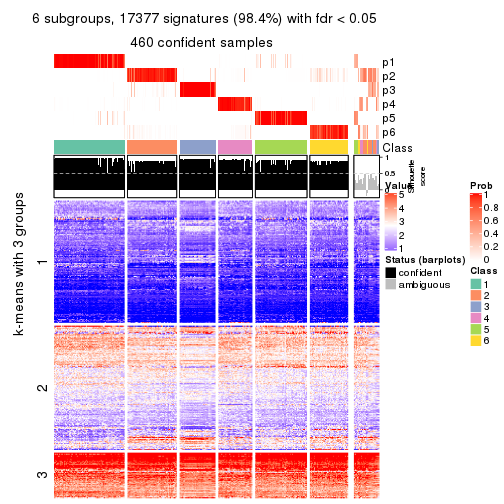 6 subgroups, 17377 signatures (98.4%) with fdr < 0.05
460 confident samples
p1
p2
p3
p4
p5
p6
Class
1
0.5
0
Silhouette
score
k-means with 3 groups
1
2
3
Value
5
4
3
2
1
Status (barplots)
confident
ambiguous
Prob
1
0.8
0.6
0.4
0.2
0
Class
1
2
3
4
5
6